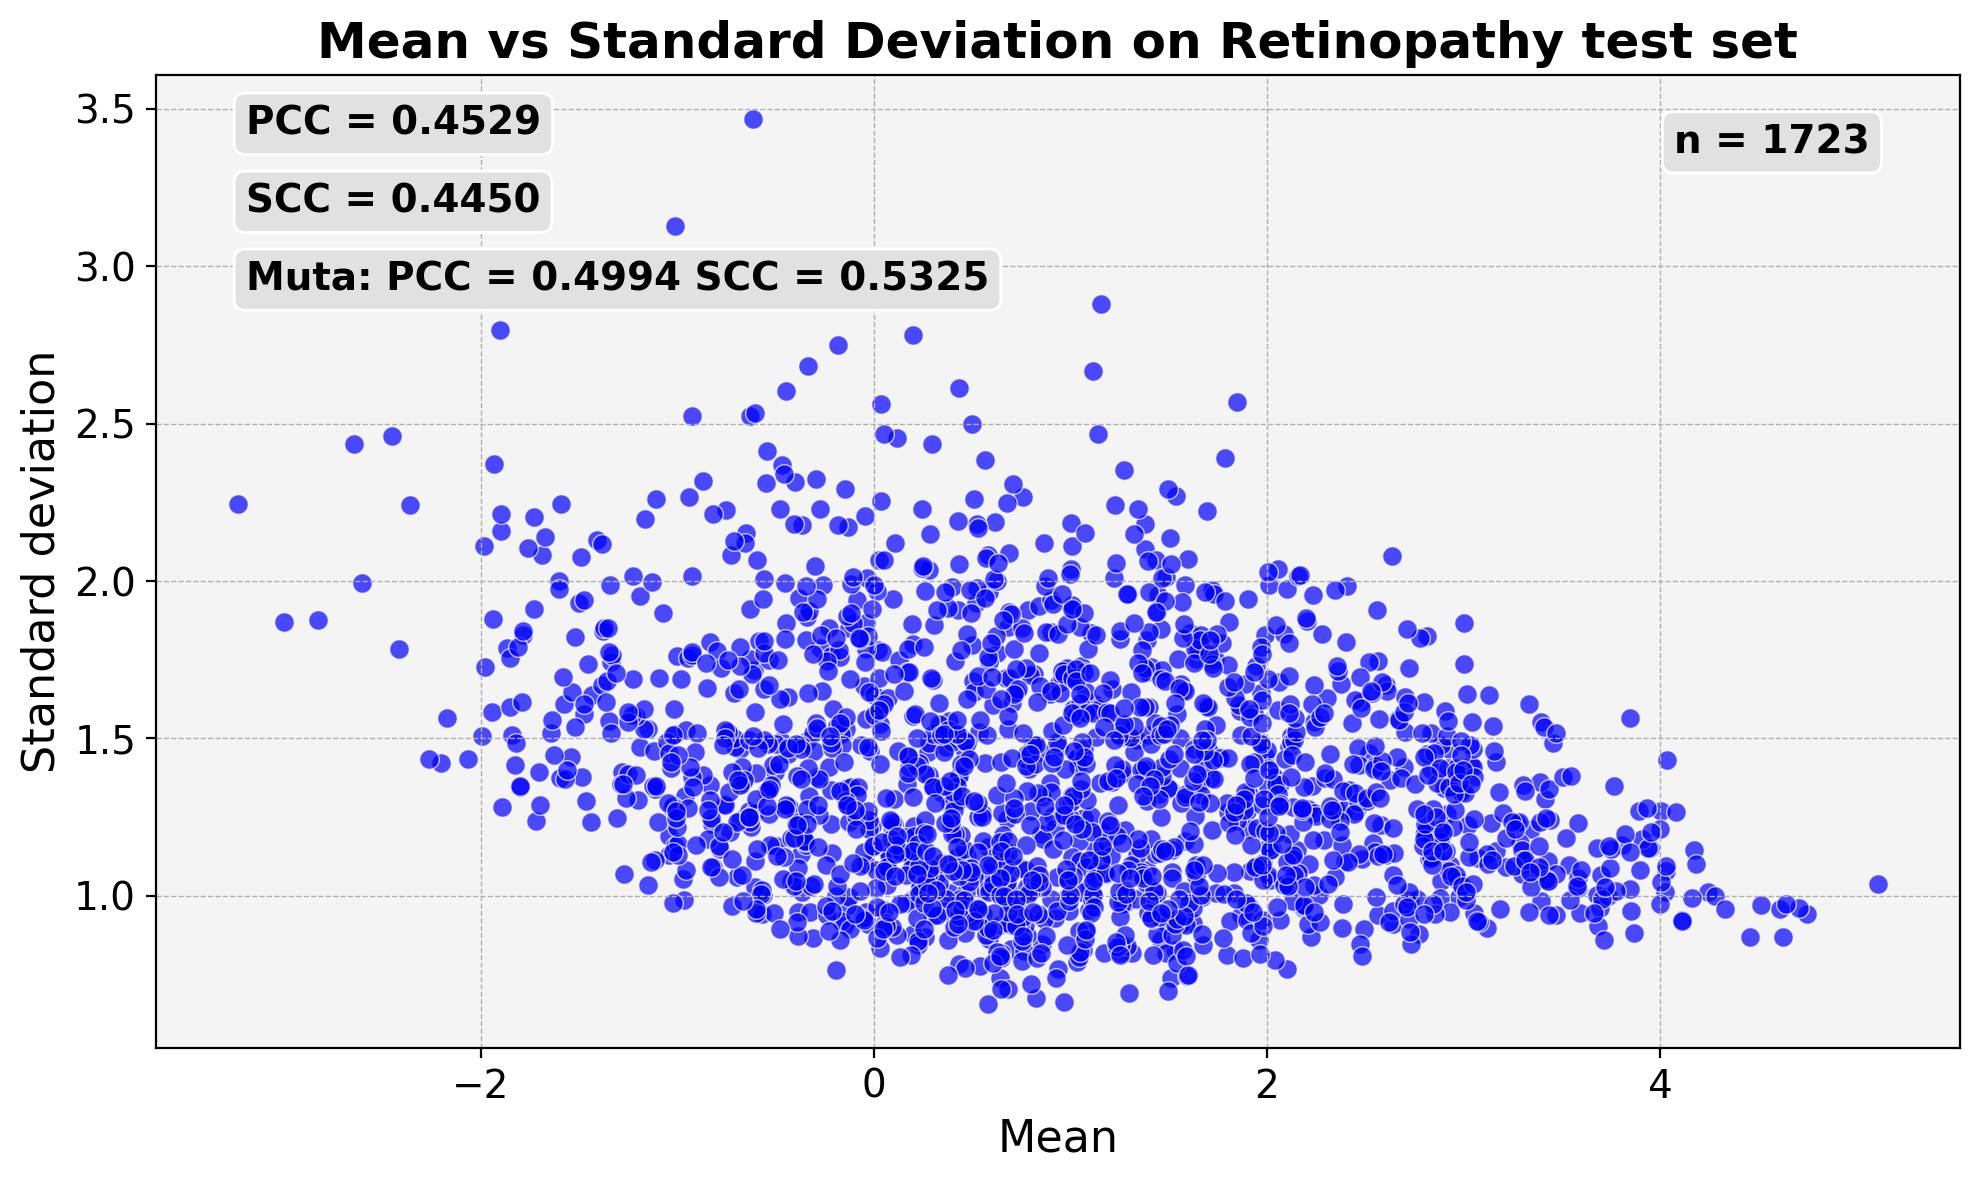 Mean vs Standard Deviation on Retinopathy test set
PCC = 0.4529
n = 1723
SCC = 0.4450
Muta: PCC = 0.4994 SCC = 0.5325
3.5
3.0
2.5
2.0
1.5
1.0
Standard deviation
−2
0
2
4
Mean